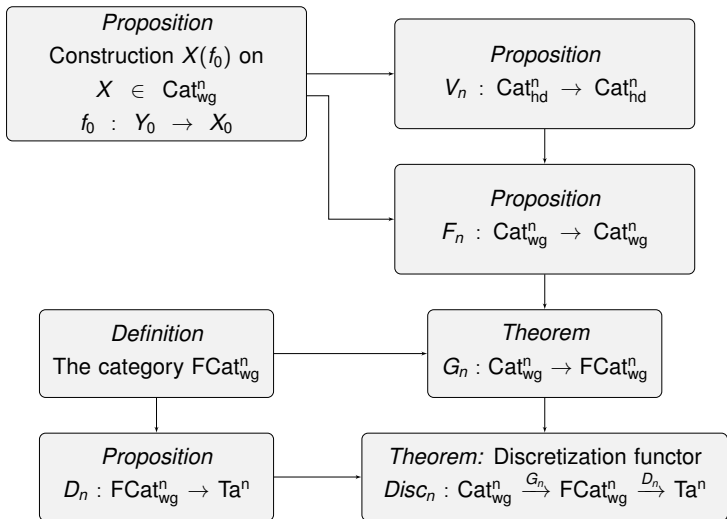 Proposition
Construction X(f₀) on
X ∈ Catⁿwg
f₀ : Y₀ → X₀
Proposition
Vₙ : Catⁿhd → Catⁿhd
Proposition
Fₙ : Catⁿwg → Catⁿwg
Definition
The category FCatⁿwg
Theorem
Gₙ : Catⁿwg → FCatⁿwg
Proposition
Dₙ : FCatⁿwg → Taⁿ
Theorem: Discretization functor
Discₙ : Catⁿwg —Gₙ→ FCatⁿwg —Dₙ→ Taⁿ